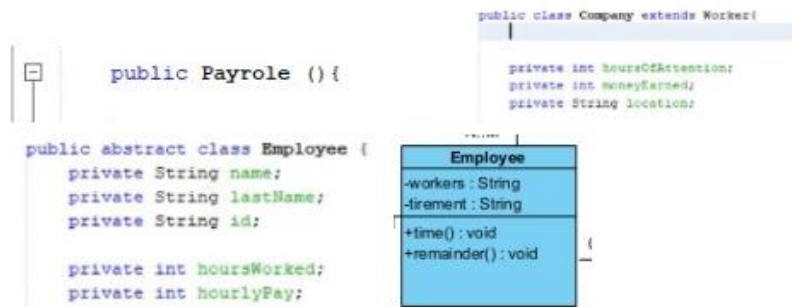 public class Company extends Worker{
private int hoursOfAttention;
private int moneyEarned;
private String location;
public Payrole (){
public abstract class Employee {
private String name;
private String lastName;
private String id;
private int hoursWorked;
private int hourlyPay;
Employee
-workers : String
-tirement : String
+time() : void
+remainder() : void